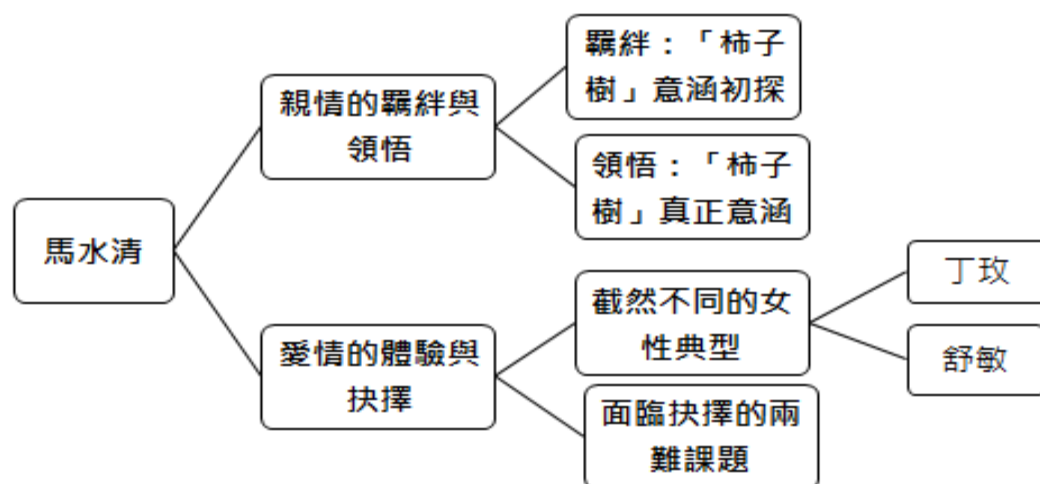 羈絆：「柿子
樹」意涵初探
親情的羈絆與
領悟
領悟：「柿子
樹」真正意涵
馬水清
截然不同的女
性典型
丁玫
舒敏
愛情的體驗與
抉擇
面臨抉擇的兩
難課題